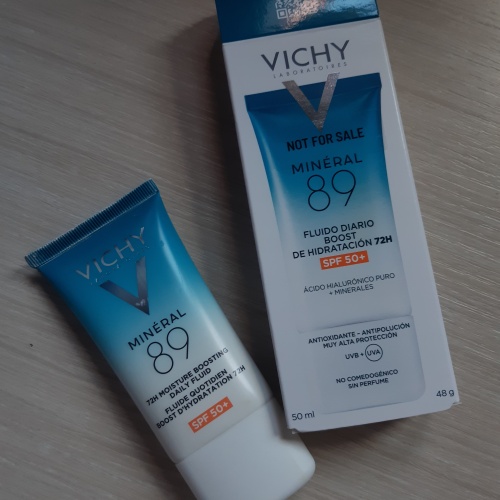 VICHY
LABORATOIRES
NOT FOR SALE
MINÉRAL
89
FLUIDO DIARIO
BOOST
DE HIDRATACIÓN 72H
SPF 50+
ÁCIDO HIALURÓNICO PURO
+ MINERALES
ANTIOXIDANTE - ANTIPOLUCIÓN
MUY ALTA PROTECCIÓN
UVB + UVA
NO COMEDOGÉNICO
SIN PERFUME
50 ml
48 g
VICHY
MINÉRAL
89
72H MOISTURE BOOSTING
DAILY FLUID
FLUIDE QUOTIDIEN
BOOST D'HYDRATATION 72H
SPF 50+